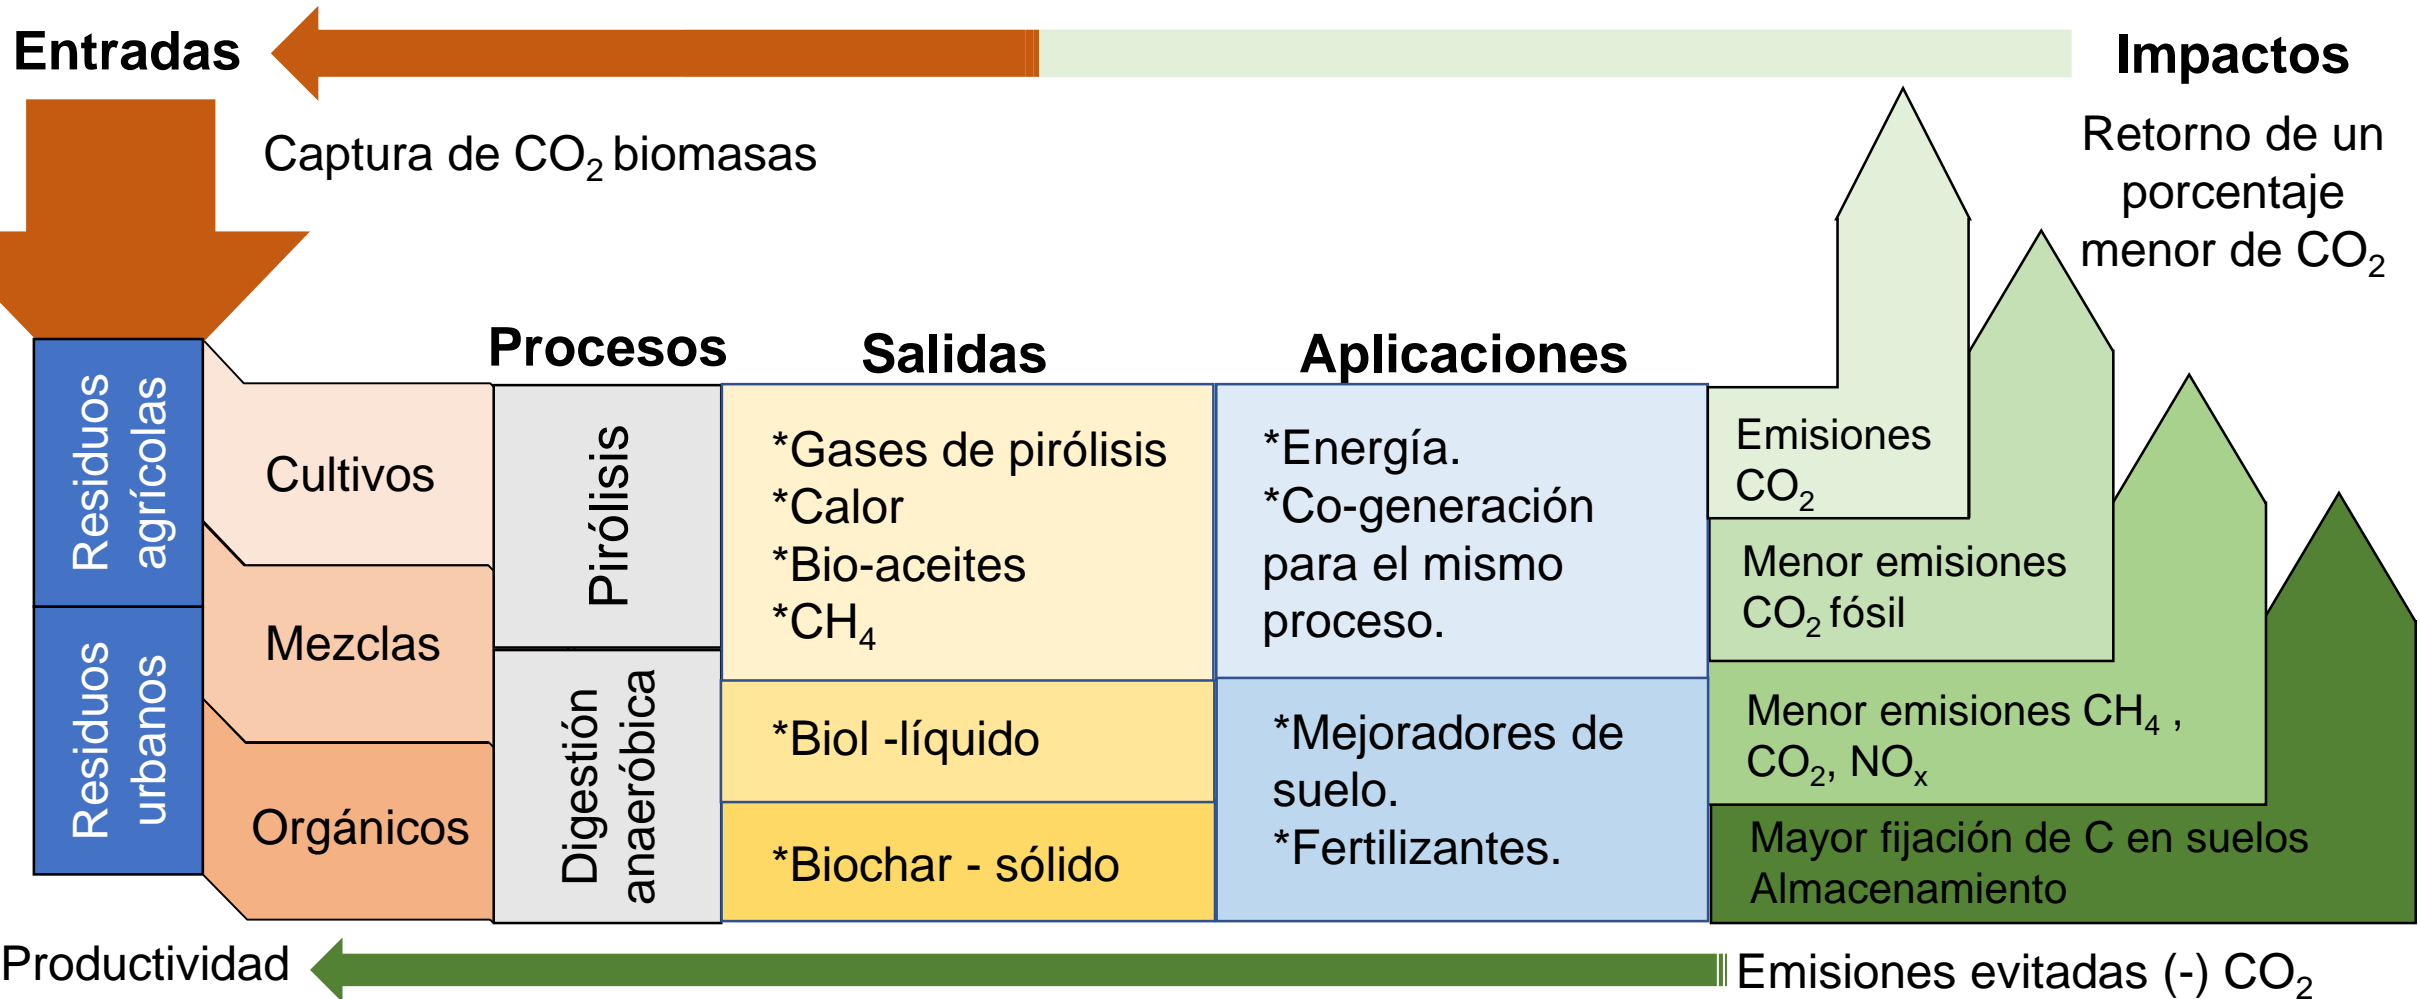 Entradas
Impactos
Captura de CO₂ biomasas
Retorno de un
porcentaje
menor de CO₂
Procesos
Salidas
Aplicaciones
Residuos
agrícolas
Residuos
urbanos
Cultivos
Mezclas
Orgánicos
Pirólisis
Digestión
anaeróbica
*Gases de pirólisis
*Calor
*Bio-aceites
*CH₄
*Biol -líquido
*Biochar - sólido
*Energía.
*Co-generación
para el mismo
proceso.
*Mejoradores de
suelo.
*Fertilizantes.
Emisiones
CO₂
Menor emisiones
CO₂ fósil
Menor emisiones CH₄ ,
CO₂, NOₓ
Mayor fijación de C en suelos
Almacenamiento
Productividad
Emisiones evitadas (-) CO₂